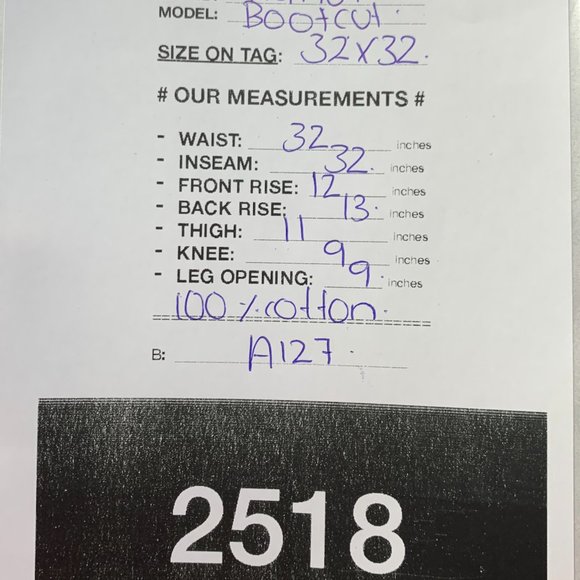 MODEL: Bootcut.
SIZE ON TAG: 32x32.
# OUR MEASUREMENTS #
- WAIST: 32 inches
- INSEAM: 32. inches
- FRONT RISE: 12 inches
- BACK RISE: 13. inches
- THIGH: 11 inches
- KNEE: 9 inches
- LEG OPENING: 9. inches
100 % cotton.
B: A127.
2518